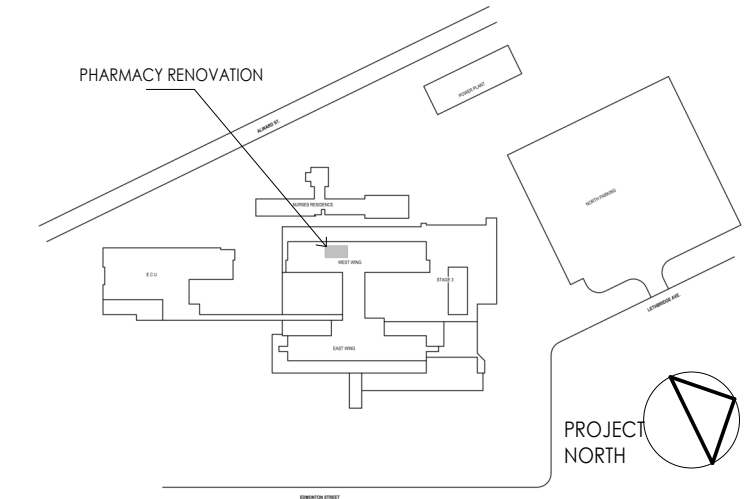 PHARMACY RENOVATION
POWER PLANT
ALWARD ST.
NORTH PARKING
NURSES RESIDENCE
WEST WING
E C U
STAGE 3
LETHBRIDGE AVE.
EAST WING
PROJECT
NORTH
EDMONTON STREET